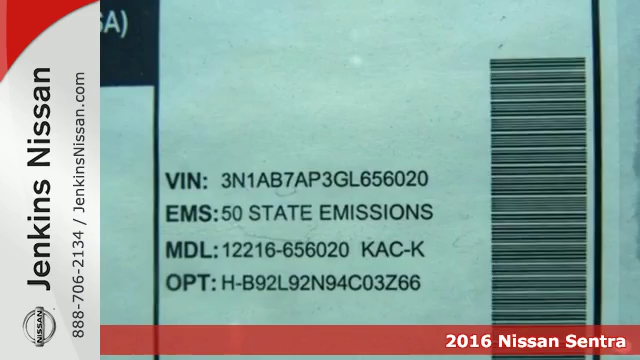 SA)
VIN: 3N1AB7AP3GL656020
EMS: 50 STATE EMISSIONS
MDL: 12216-656020 KAC-K
OPT: H-B92L92N94C03Z66
Jenkins Nissan
888-706-2134 / JenkinsNissan.com
NISSAN
2016 Nissan Sentra